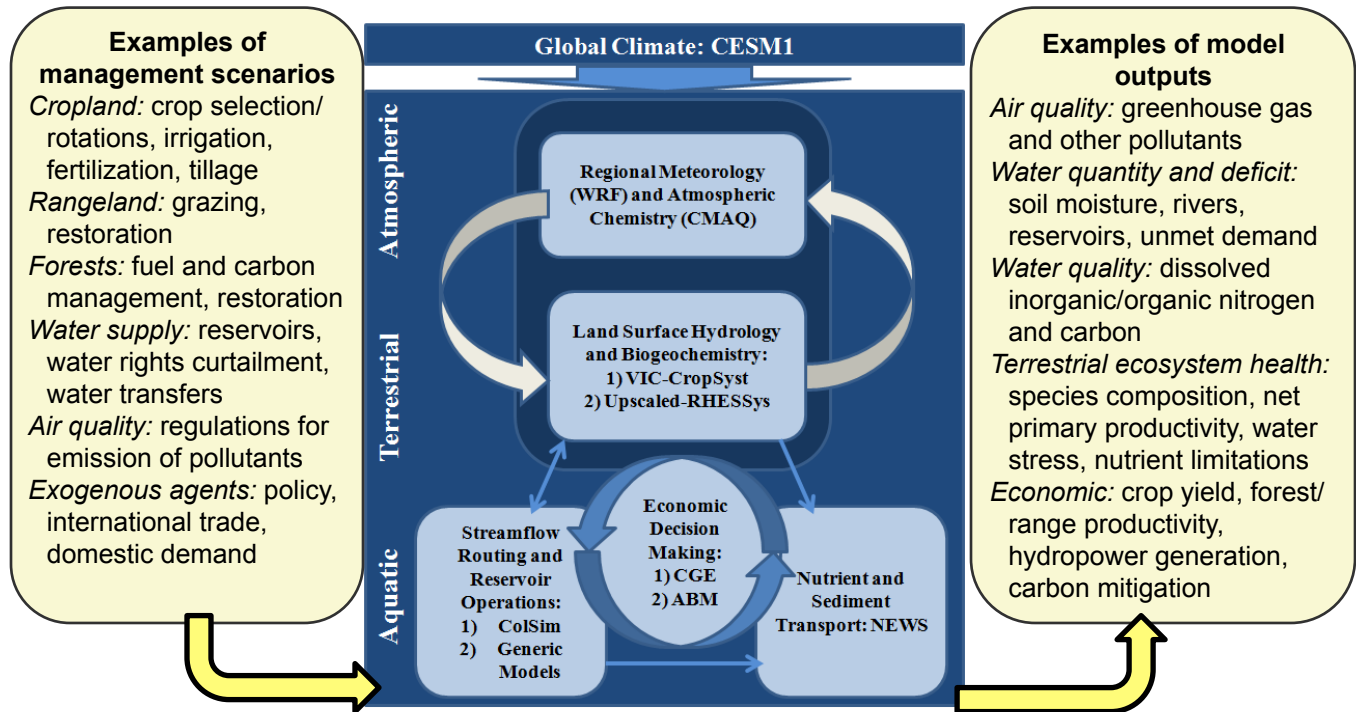 Examples of
management scenarios
Cropland: crop selection/
rotations, irrigation,
fertilization, tillage
Rangeland: grazing,
restoration
Forests: fuel and carbon
management, restoration
Water supply: reservoirs,
water rights curtailment,
water transfers
Air quality: regulations for
emission of pollutants
Exogenous agents: policy,
international trade,
domestic demand
Global Climate: CESM1
Atmospheric
Regional Meteorology
(WRF) and Atmospheric
Chemistry (CMAQ)
Terrestrial
Land Surface Hydrology
and Biogeochemistry:
1) VIC-CropSyst
2) Upscaled-RHESSys
Aquatic
Streamflow
Routing and
Reservoir
Operations:
1) ColSim
2) Generic
Models
Economic
Decision
Making:
1) CGE
2) ABM
Nutrient and
Sediment
Transport: NEWS
Examples of model
outputs
Air quality: greenhouse gas
and other pollutants
Water quantity and deficit:
soil moisture, rivers,
reservoirs, unmet demand
Water quality: dissolved
inorganic/organic nitrogen
and carbon
Terrestrial ecosystem health:
species composition, net
primary productivity, water
stress, nutrient limitations
Economic: crop yield, forest/
range productivity,
hydropower generation,
carbon mitigation